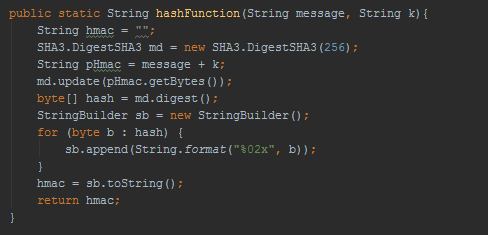 public static String hashFunction(String message, String k){
String hmac = "";
SHA3.DigestSHA3 md = new SHA3.DigestSHA3(256);
String pHmac = message + k;
md.update(pHmac.getBytes());
byte[] hash = md.digest();
StringBuilder sb = new StringBuilder();
for (byte b : hash) {
sb.append(String.format("%02x", b));
}
hmac = sb.toString();
return hmac;
}